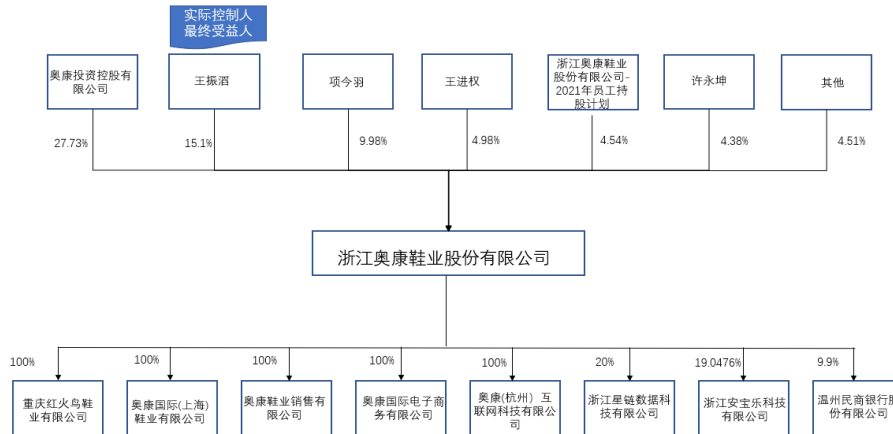 实际控制人
最终受益人
奥康投资控股有
限公司
王振滔
项今羽
王进权
浙江奥康鞋业
股份有限公司-
2021年员工持
股计划
许永坤
其他
27.73%
15.1%
9.98%
4.98%
4.54%
4.38%
4.51%
浙江奥康鞋业股份有限公司
100%
100%
100%
100%
100%
20%
19.0476%
9.9%
重庆红火鸟鞋
业有限公司
奥康国际(上海)
鞋业有限公司
奥康鞋业销售有
限公司
奥康国际电子商
务有限公司
奥康(杭州）互
联网科技有限公
司
浙江星链数据科
技有限公司
浙江安宝乐科技
有限公司
温州民商银行股
份有限公司